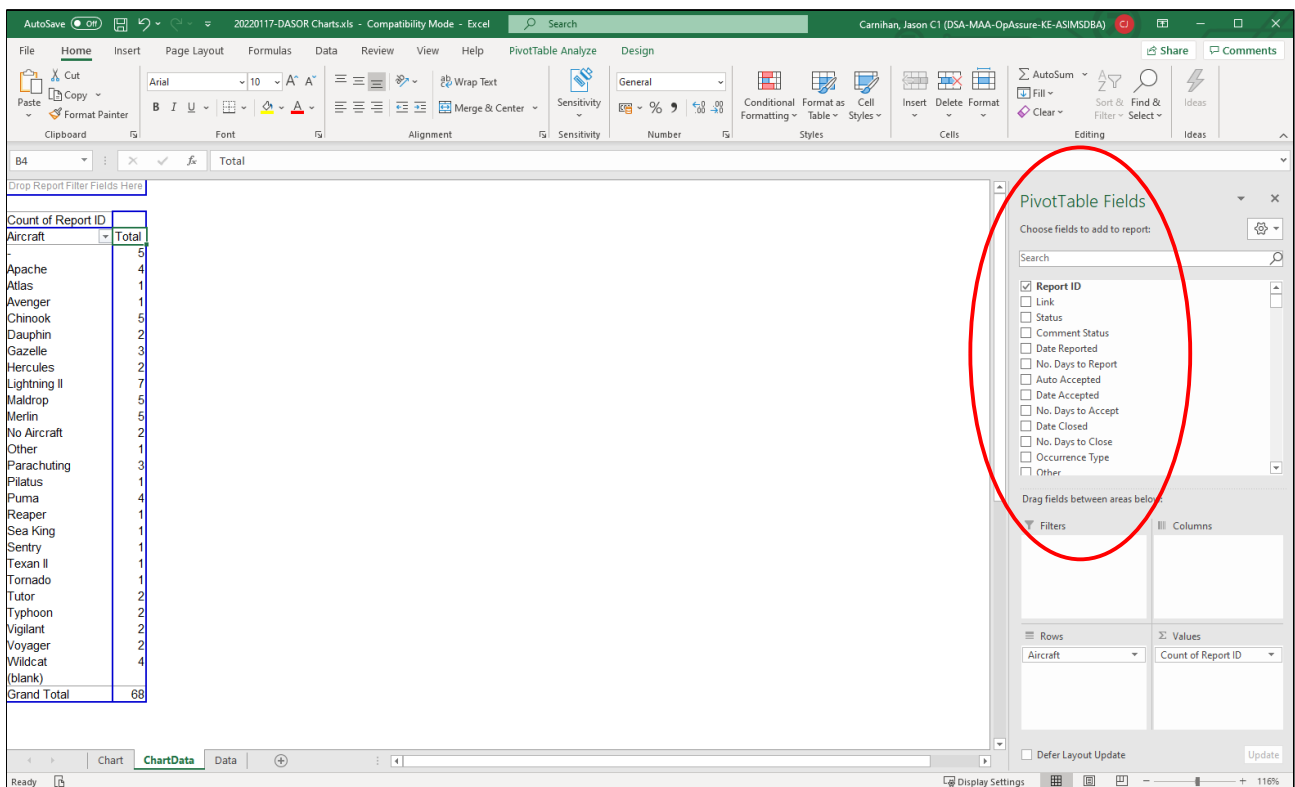 AutoSave Off 20220117-DASOR Charts.xls - Compatibility Mode - Excel Search Carnihan, Jason C1 (DSA-MAA-OpAssure-KE-ASIMSDBA) CJ
File Home Insert Page Layout Formulas Data Review View Help PivotTable Analyze Design Share Comments
Paste Cut Copy Format Painter
Arial 10 A A Wrap Text General
B I U A Merge & Center Sensitivity % Conditional Formatting Format as Table Cell Styles Insert Delete Format
AutoSum Fill Clear Sort & Filter Find & Select Ideas
Clipboard Font Alignment Sensitivity Number Styles Cells Editing Ideas
B4 fx Total
Drop Report Filter Fields Here
Count of Report ID
Aircraft Total
- 5
Apache 4
Atlas 1
Avenger 1
Chinook 5
Dauphin 2
Gazelle 3
Hercules 2
Lightning II 7
Maldrop 5
Merlin 5
No Aircraft 2
Other 1
Parachuting 3
Pilatus 1
Puma 4
Reaper 1
Sea King 1
Sentry 1
Texan II 1
Tornado 1
Tutor 2
Typhoon 2
Vigilant 2
Voyager 2
Wildcat 4
(blank)
Grand Total 68
PivotTable Fields
Choose fields to add to report:
Search
Report ID
Link
Status
Comment Status
Date Reported
No. Days to Report
Auto Accepted
Date Accepted
No. Days to Accept
Date Closed
No. Days to Close
Occurrence Type
Other
Drag fields between areas below:
Filters Columns
Rows Σ Values
Aircraft Count of Report ID
Defer Layout Update Update
Chart ChartData Data
Ready Display Settings 116%